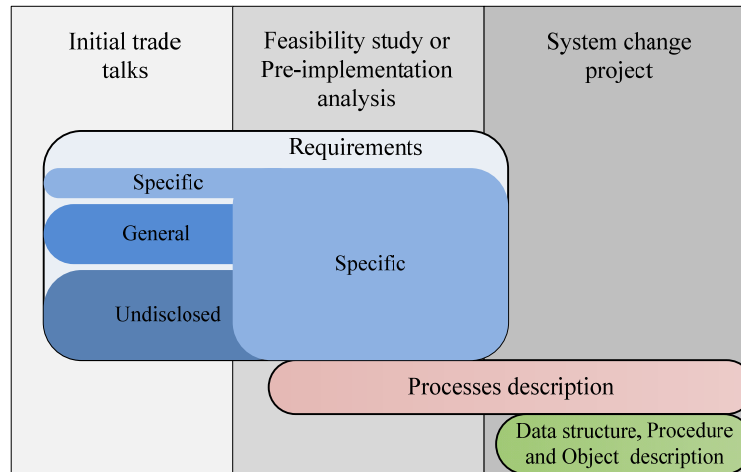 Initial trade
talks
Feasibility study or
Pre-implementation
analysis
System change
project
Requirements
Specific
General
Undisclosed
Specific
Processes description
Data structure, Procedure
and Object description